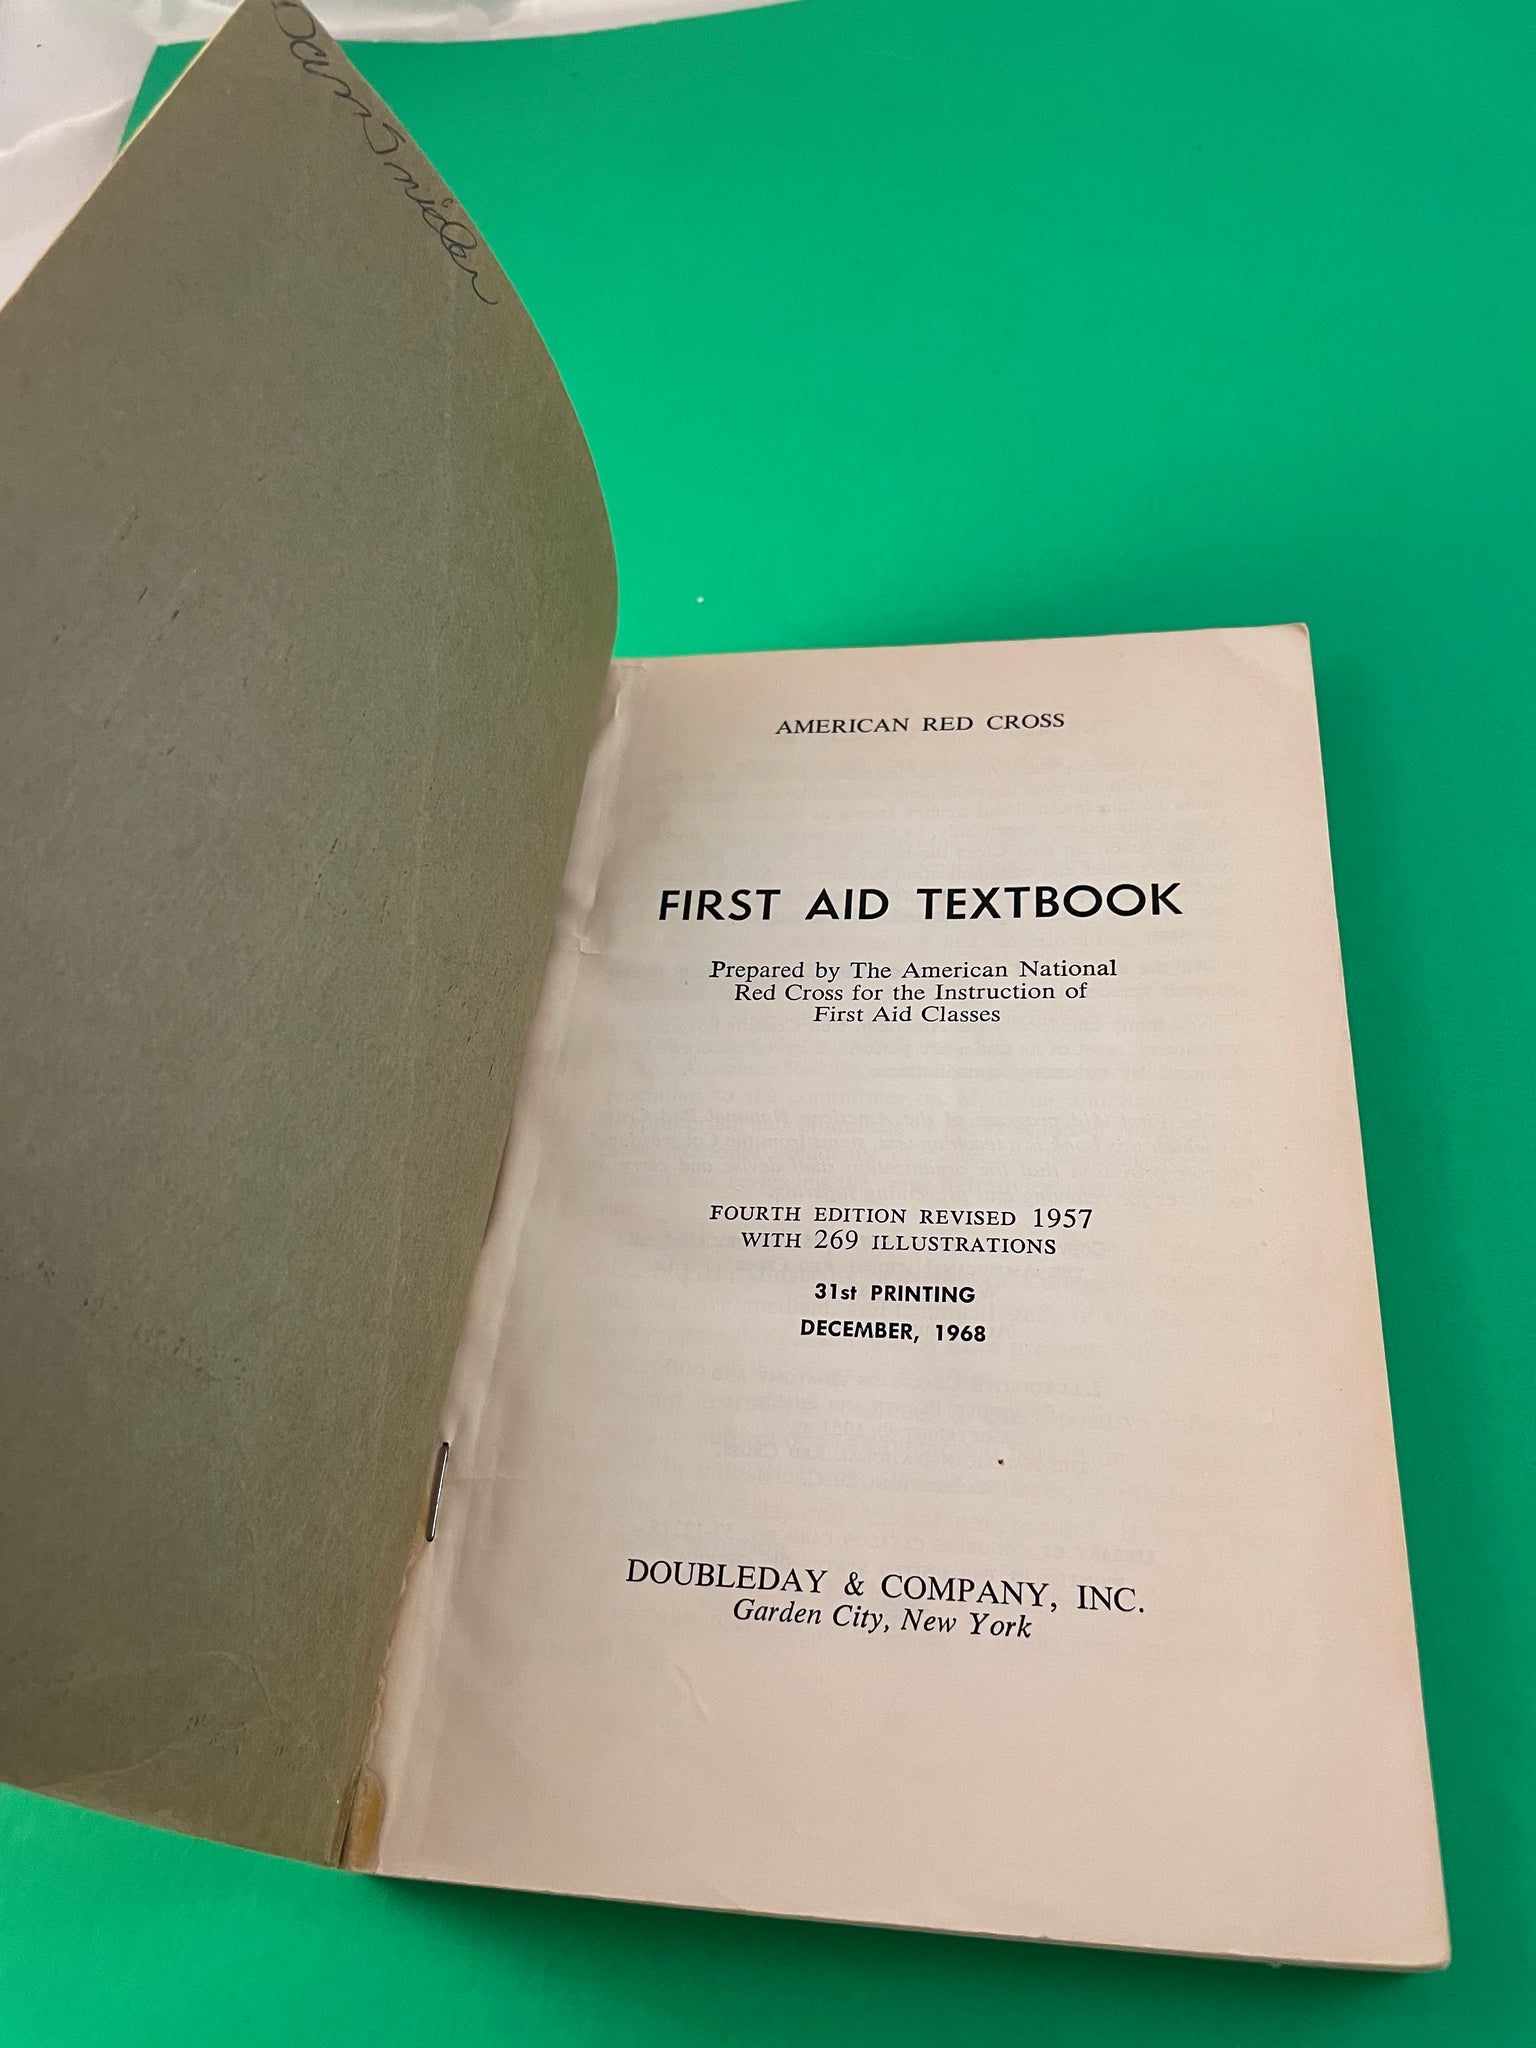 AMERICAN RED CROSS
FIRST AID TEXTBOOK
Prepared by The American National
Red Cross for the Instruction of
First Aid Classes
FOURTH EDITION REVISED 1957
WITH 269 ILLUSTRATIONS
31st PRINTING
DECEMBER, 1968
DOUBLEDAY & COMPANY, INC.
Garden City, New York